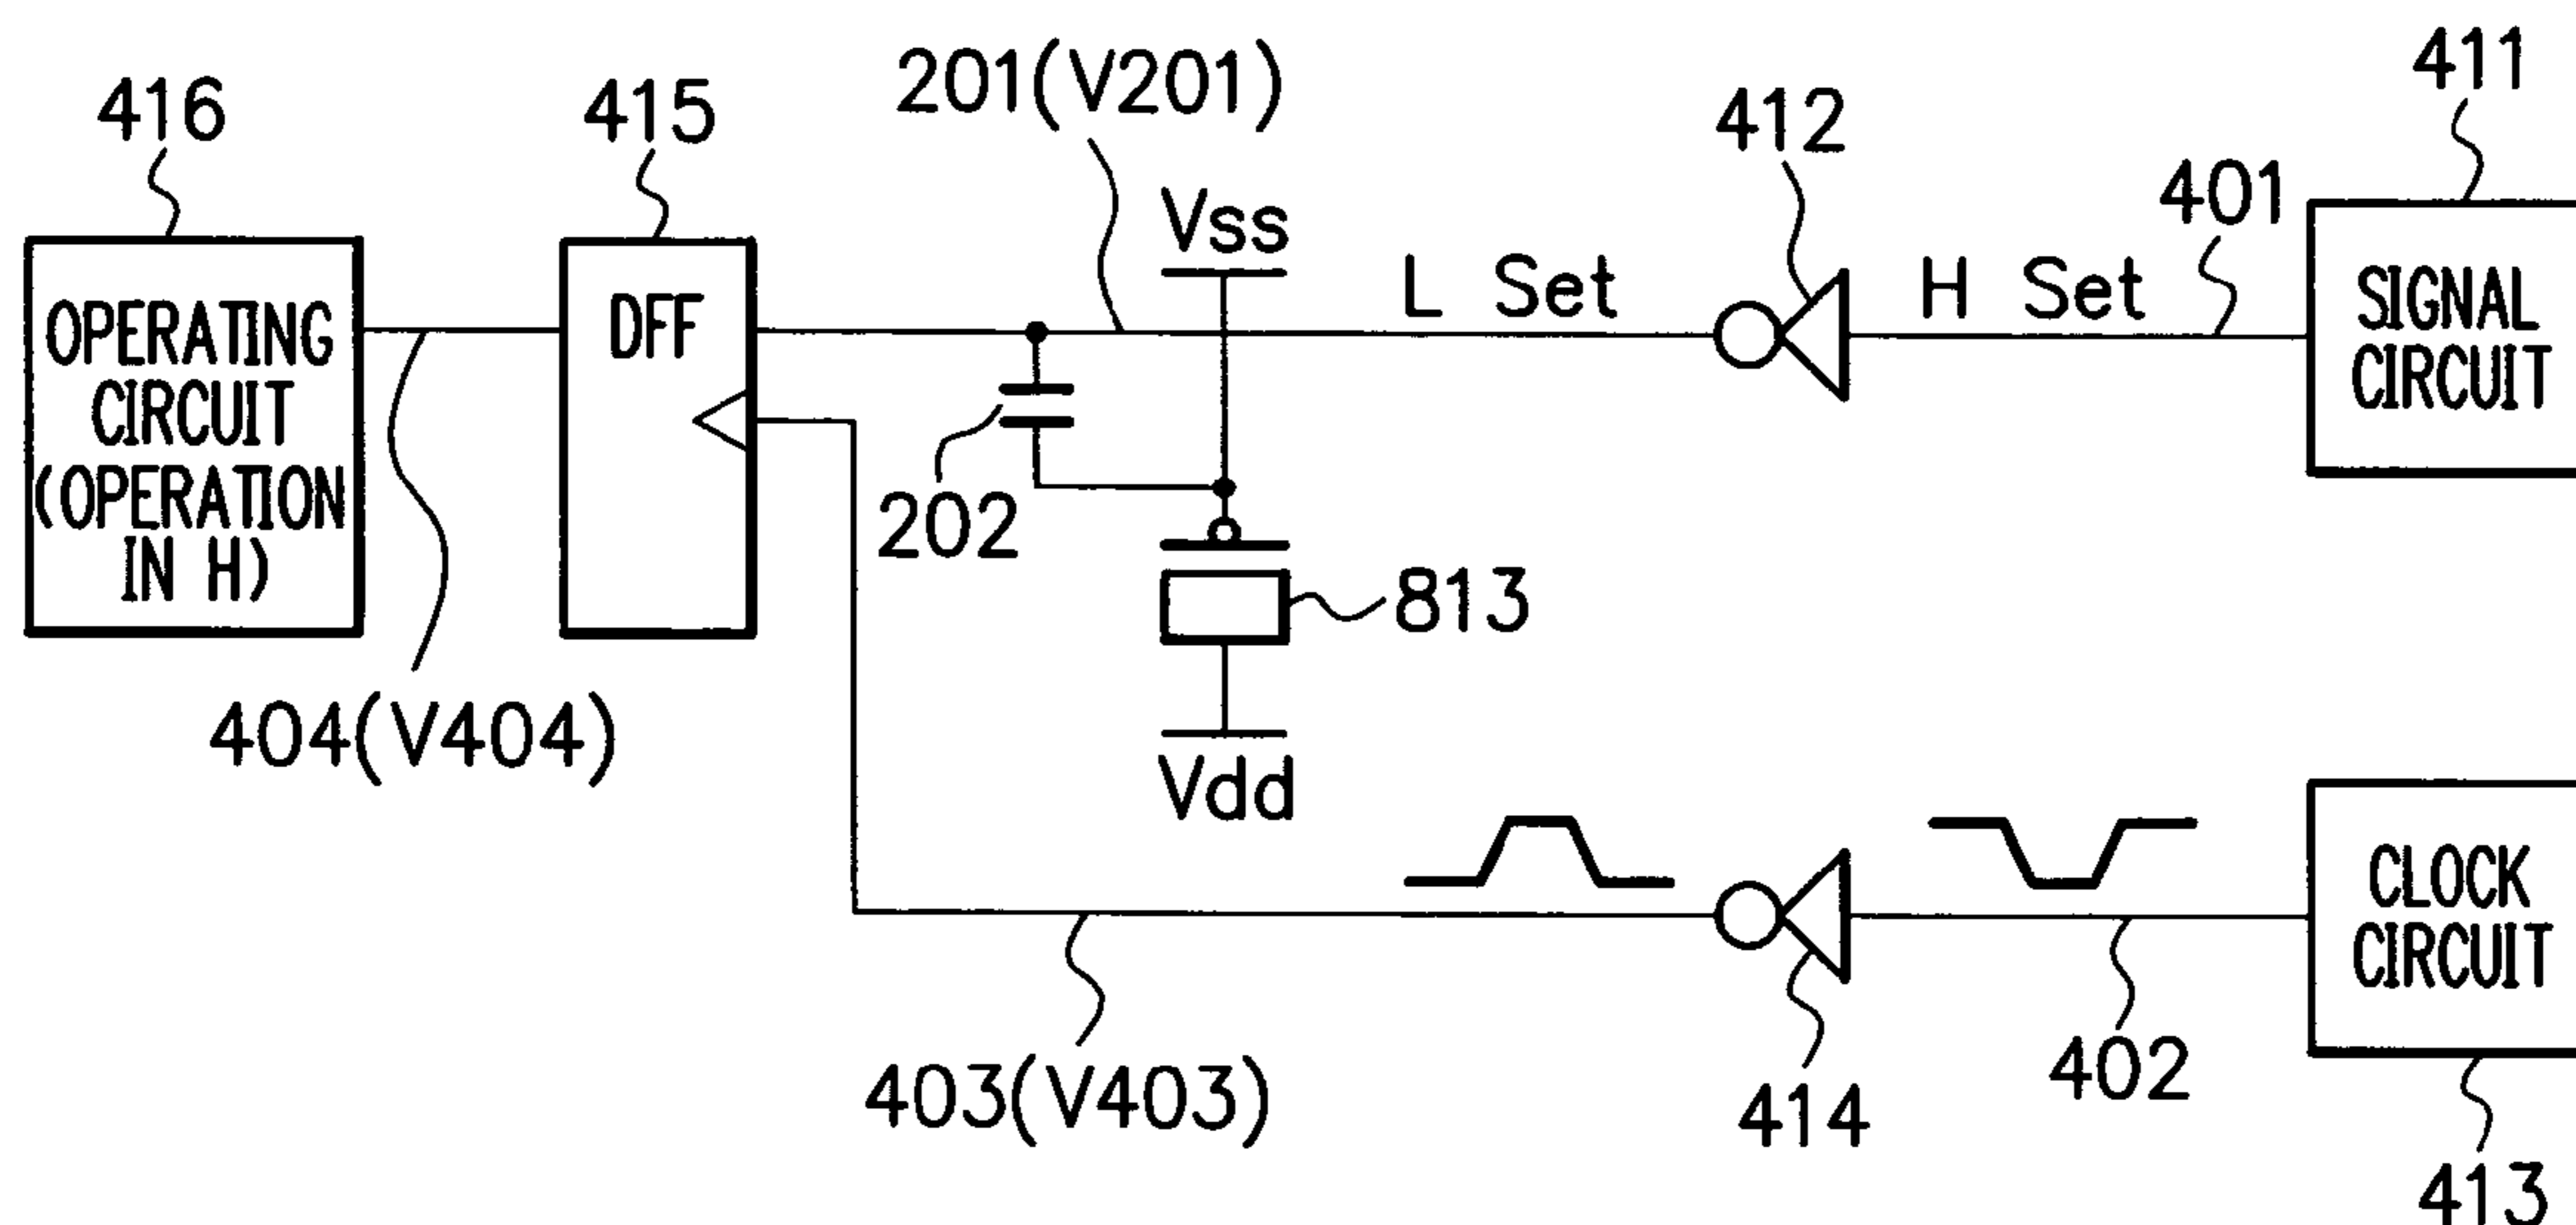 411
201(V201)
412
416
415
401
Vss
L Set
H Set
SIGNAL
CIRCUIT
DFF
OPERATING
CIRCUIT
(OPERATION
IN H)
202
813
404(V404)
Vdd
CLOCK
CIRCUIT
403(V403)
414
402
413